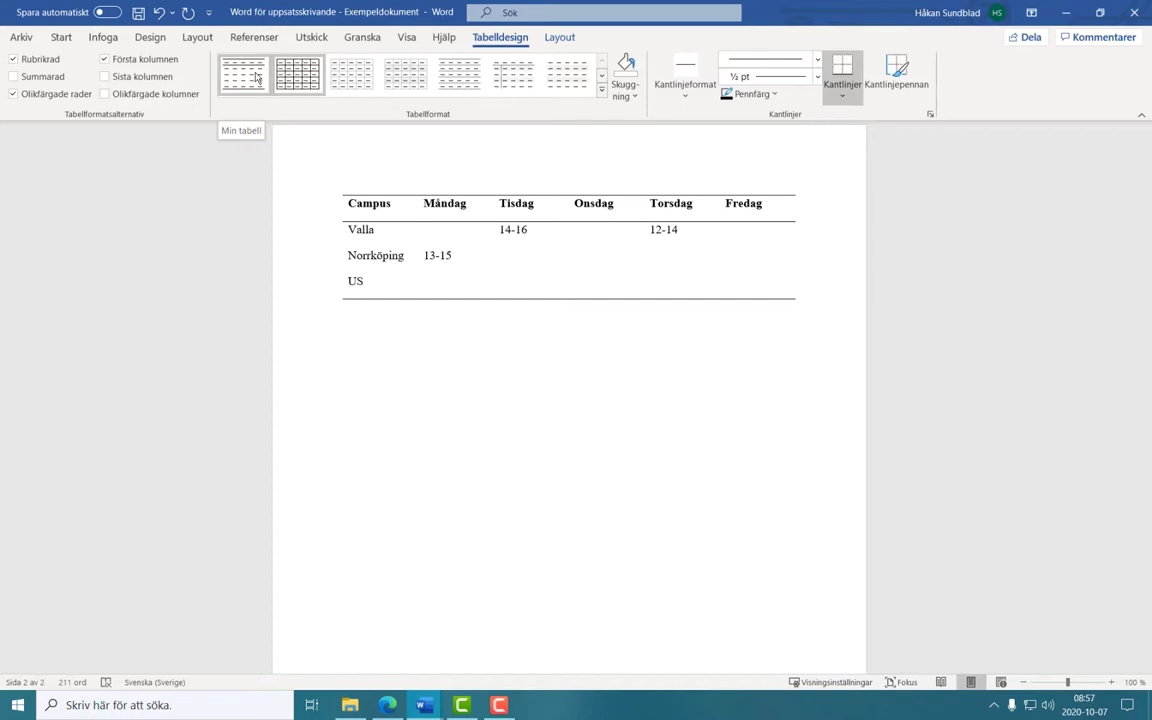 Spara automatiskt
Word för uppsatsskrivande - Exempeldokument - Word
Sök
Håkan Sundblad HS
Arkiv Start Infoga Design Layout Referenser Utskick Granska Visa Hjälp Tabelldesign Layout
Dela Kommentarer
Rubrikrad Första kolumnen
Summarad Sista kolumnen
Olikfärgade rader Olikfärgade kolumner
Tabellformatsalternativ
Tabellformat
Skugg-
ning
Kantlinjeformat
½ pt
Pennfärg
Kantlinjer
Kantlinjepennan
Kantlinjer
Min tabell
Campus Måndag Tisdag Onsdag Torsdag Fredag
Valla 14-16 12-14
Norrköping 13-15
US
Sida 2 av 2 211 ord Svenska (Sverige)
Visningsinställningar Fokus 100 %
Skriv här för att söka.
08:57
2020-10-07